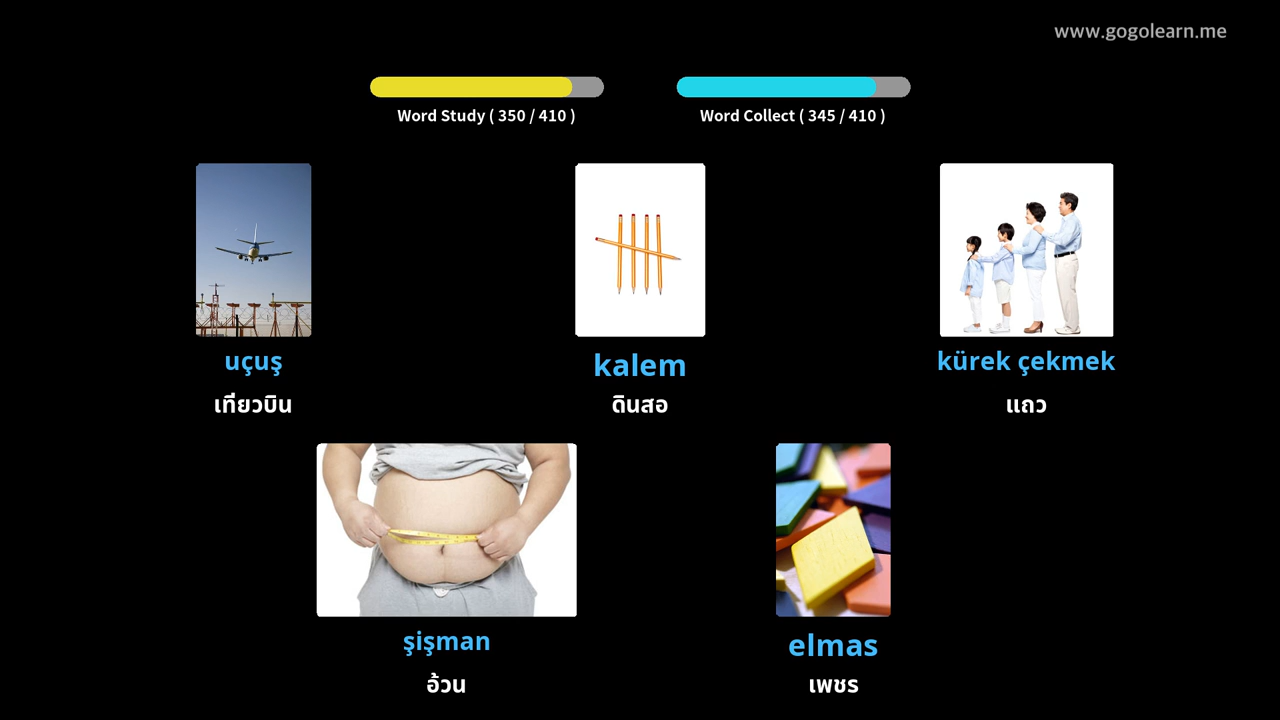 www.gogolearn.me
Word Study ( 350 / 410 )
Word Collect ( 345 / 410 )
uçuş
kalem
kürek çekmek
เที่ยวบิน
ดินสอ
แถว
şişman
elmas
อ้วน
เพชร